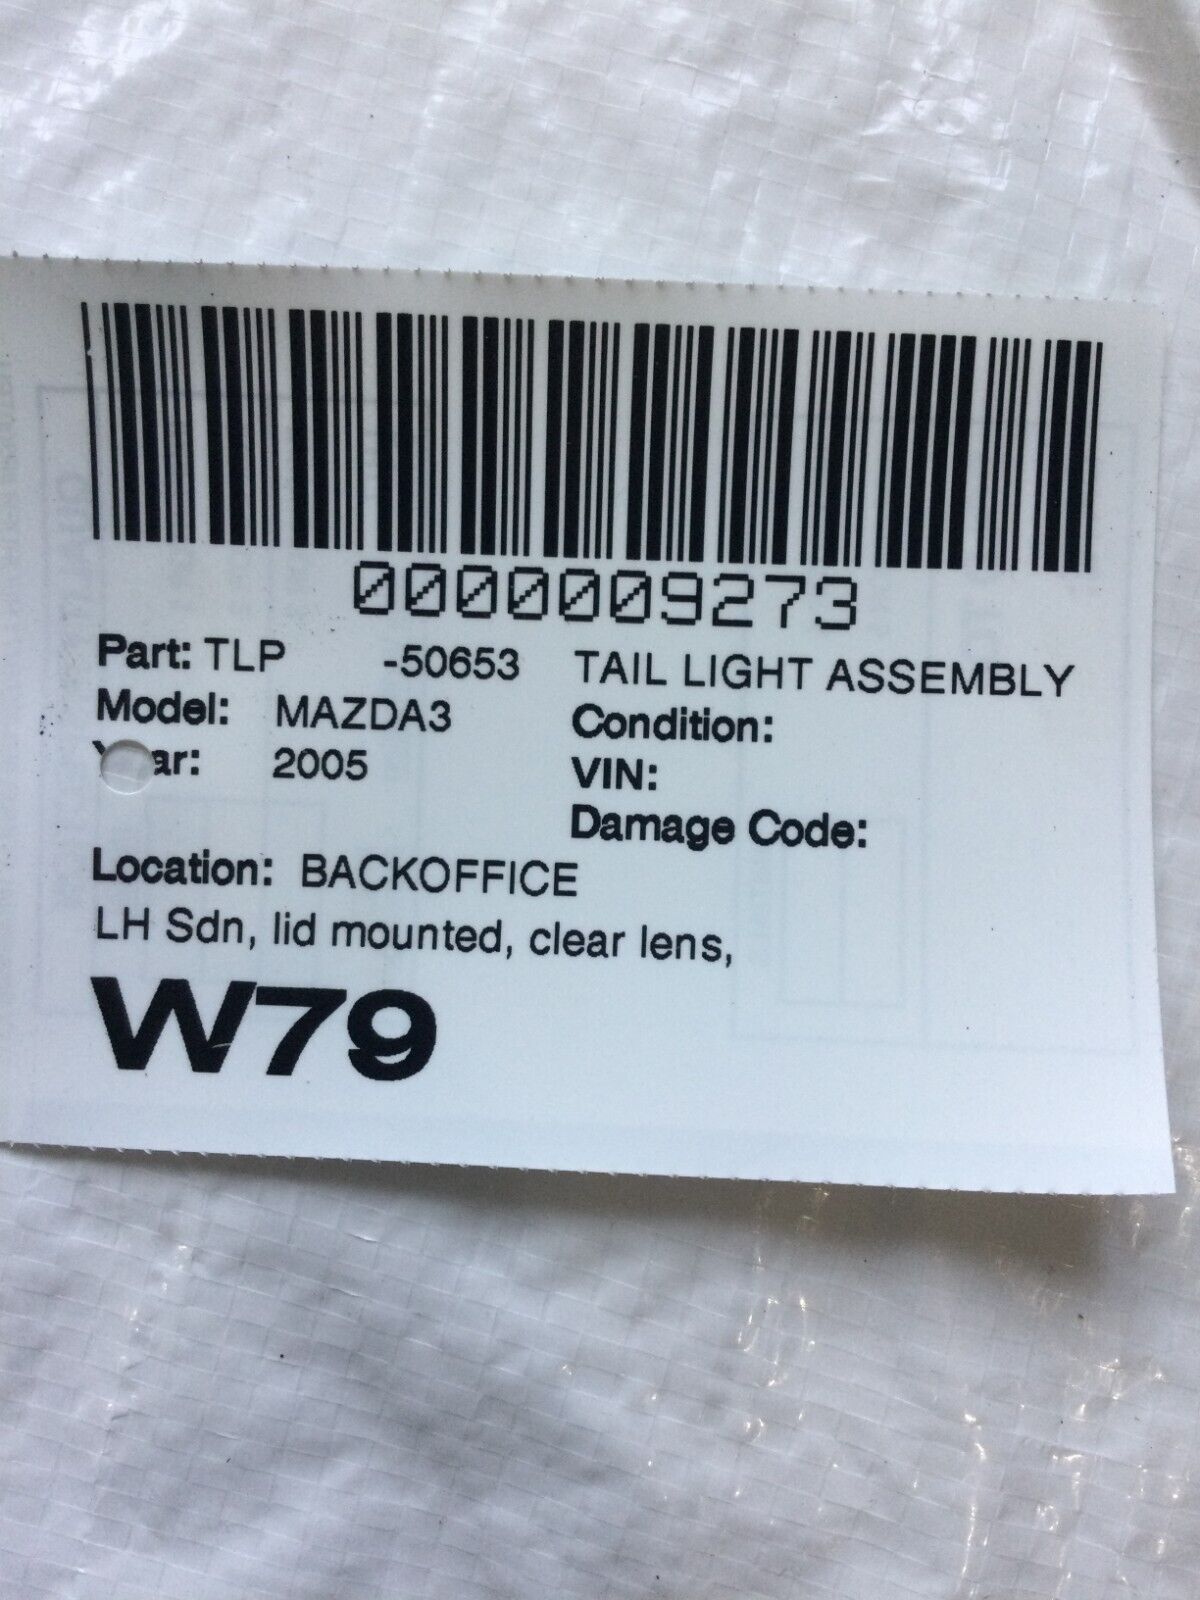 0000009273
Part: TLP -50653 TAIL LIGHT ASSEMBLY
Model: MAZDA3 Condition:
ar: 2005 VIN:
Damage Code:
Location: BACKOFFICE
LH Sdn, lid mounted, clear lens,
W79